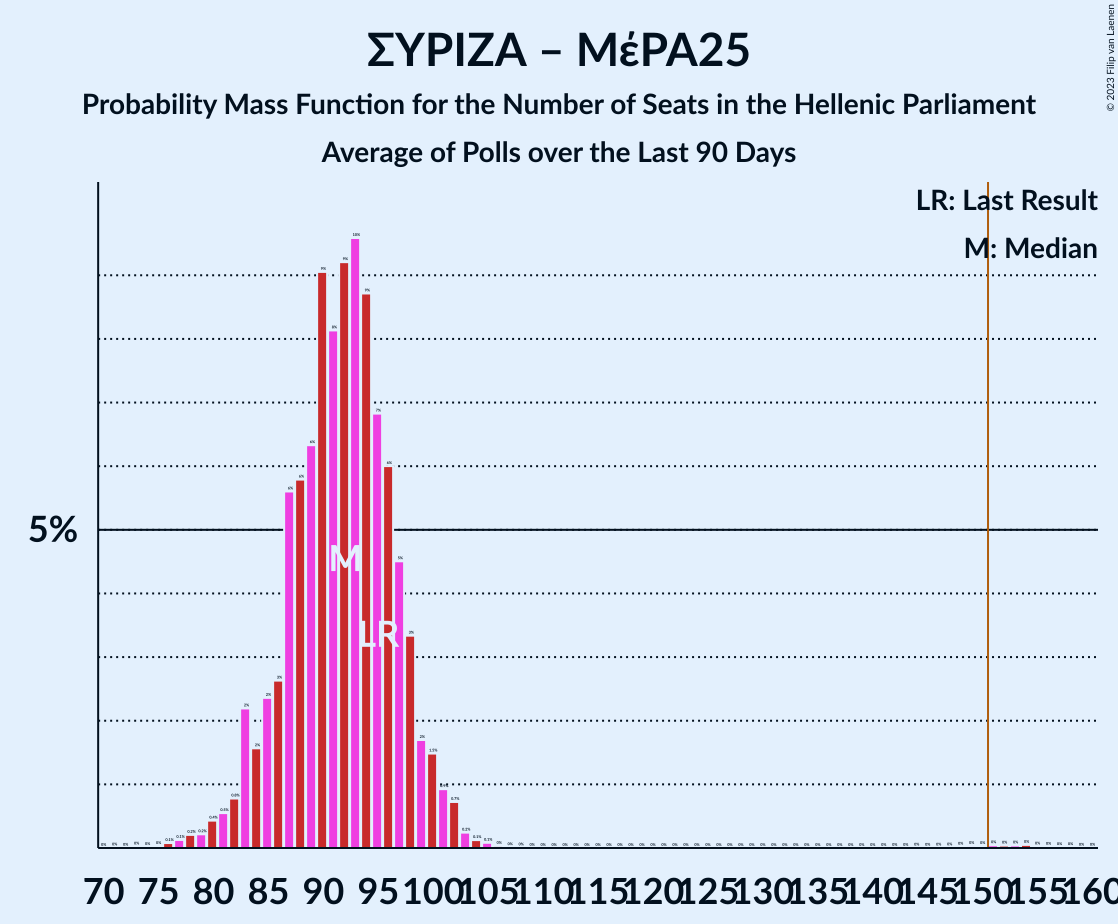 ΣΥΡΙΖΑ – ΜέΡΑ25
Probability Mass Function for the Number of Seats in the Hellenic Parliament
Average of Polls over the Last 90 Days
© 2023 Filip van Laenen
LR: Last Result
M: Median
5%
M
LR
70 75 80 85 90 95 100 105 110 115 120 125 130 135 140 145 150 155 160